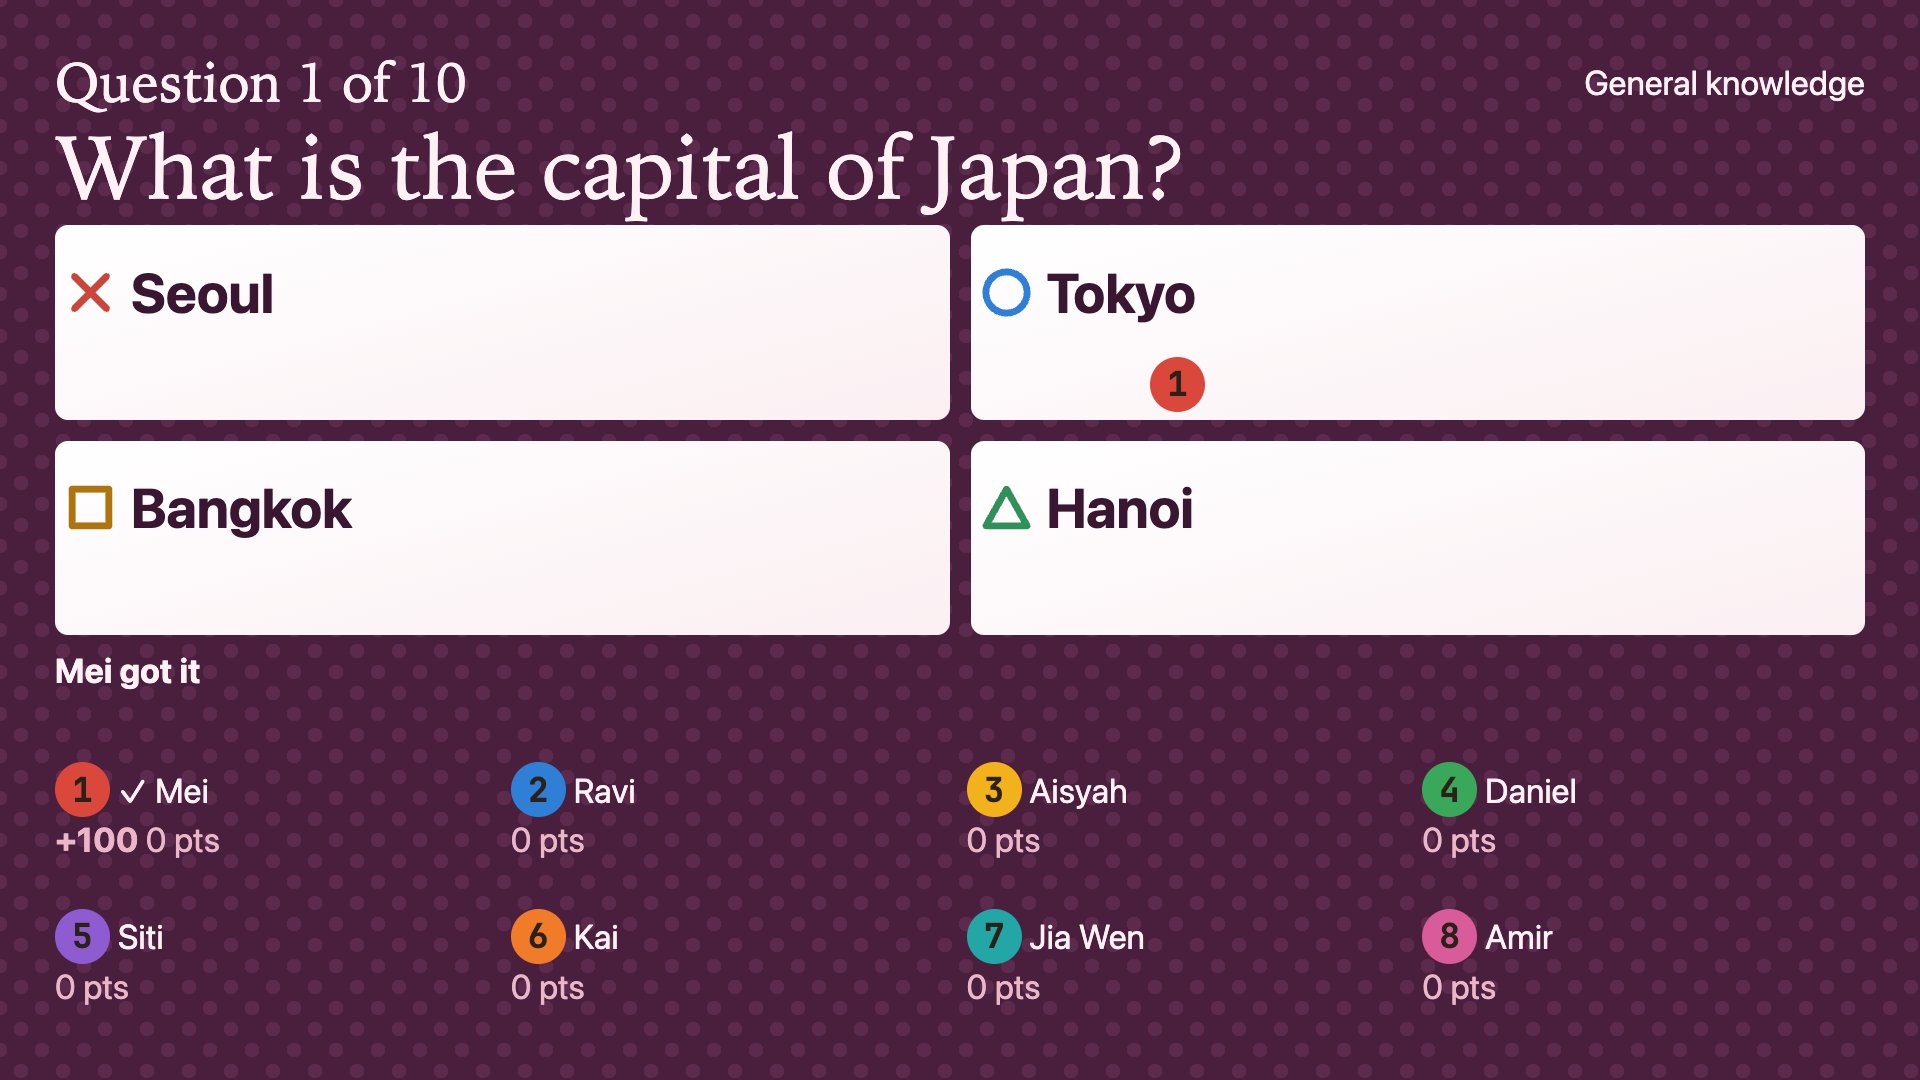 Question 1 of 10
General knowledge
What is the capital of Japan?
Seoul
Tokyo
1
Bangkok
Hanoi
Mei got it
1 ✓ Mei
+100 0 pts
2 Ravi
0 pts
3 Aisyah
0 pts
4 Daniel
0 pts
5 Siti
0 pts
6 Kai
0 pts
7 Jia Wen
0 pts
8 Amir
0 pts